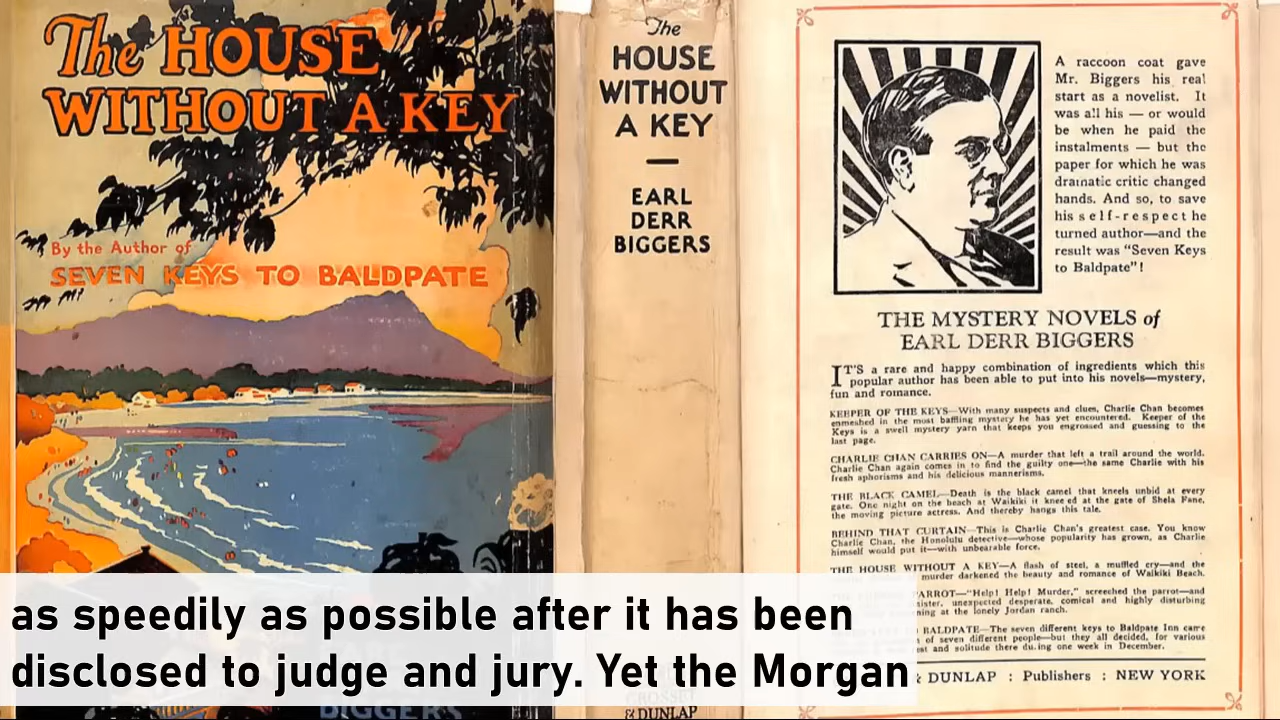 The HOUSE
WITHOUT A KEY
By the Author of
SEVEN KEYS TO BALDPATE
BIGGERS
The
HOUSE
WITHOUT
A KEY
EARL
DERR
BIGGERS
GROSSET
& DUNLAP
A raccoon coat gave
Mr. Biggers his real
start as a novelist. It
was all his — or would
be when he paid the
instalments — but the
paper for which he was
dramatic critic changed
hands. And so, to save
his self-respect he
turned author—and the
result was "Seven Keys
to Baldpate"!
THE MYSTERY NOVELS of
EARL DERR BIGGERS
IT'S a rare and happy combination of ingredients which this
popular author has been able to put into his novels—mystery,
fun and romance.
KEEPER OF THE KEYS—With many suspects and clues, Charlie Chan becomes
enmeshed in the most baffling mystery he has yet encountered. Keeper of the
Keys is a swell mystery yarn that keeps you engrossed and guessing to the
last page.
CHARLIE CHAN CARRIES ON—A murder that left a trail around the world.
Charlie Chan again comes in to find the guilty one—the same Charlie with his
fresh aphorisms and his delicious mannerisms.
THE BLACK CAMEL—Death is the black camel that kneels unbid at every
gate. One night on the beach at Waikiki it kneeled at the gate of Shela Fane,
the moving picture actress. And thereby hangs this tale.
BEHIND THAT CURTAIN—This is Charlie Chan's greatest case. You know
Charlie Chan, the Honolulu detective—whose popularity has grown, as Charlie
himself would put it—with unbearable force.
THE HOUSE WITHOUT A KEY—A flash of steel, a muffled cry—and the
murder darkened the beauty and romance of Waikiki Beach.
ARROT—"Help! Help! Murder," screeched the parrot—and
ister, unexpected desperate, comical and highly disturbing
ning at the lonely Jordan ranch.
BALDPATE—The seven different keys to Baldpate Inn carre
of seven different people—but they all decided, for various
est and solitude there during one week in December.
& DUNLAP : Publishers : NEW YORK
as speedily as possible after it has been
disclosed to judge and jury. Yet the Morgan